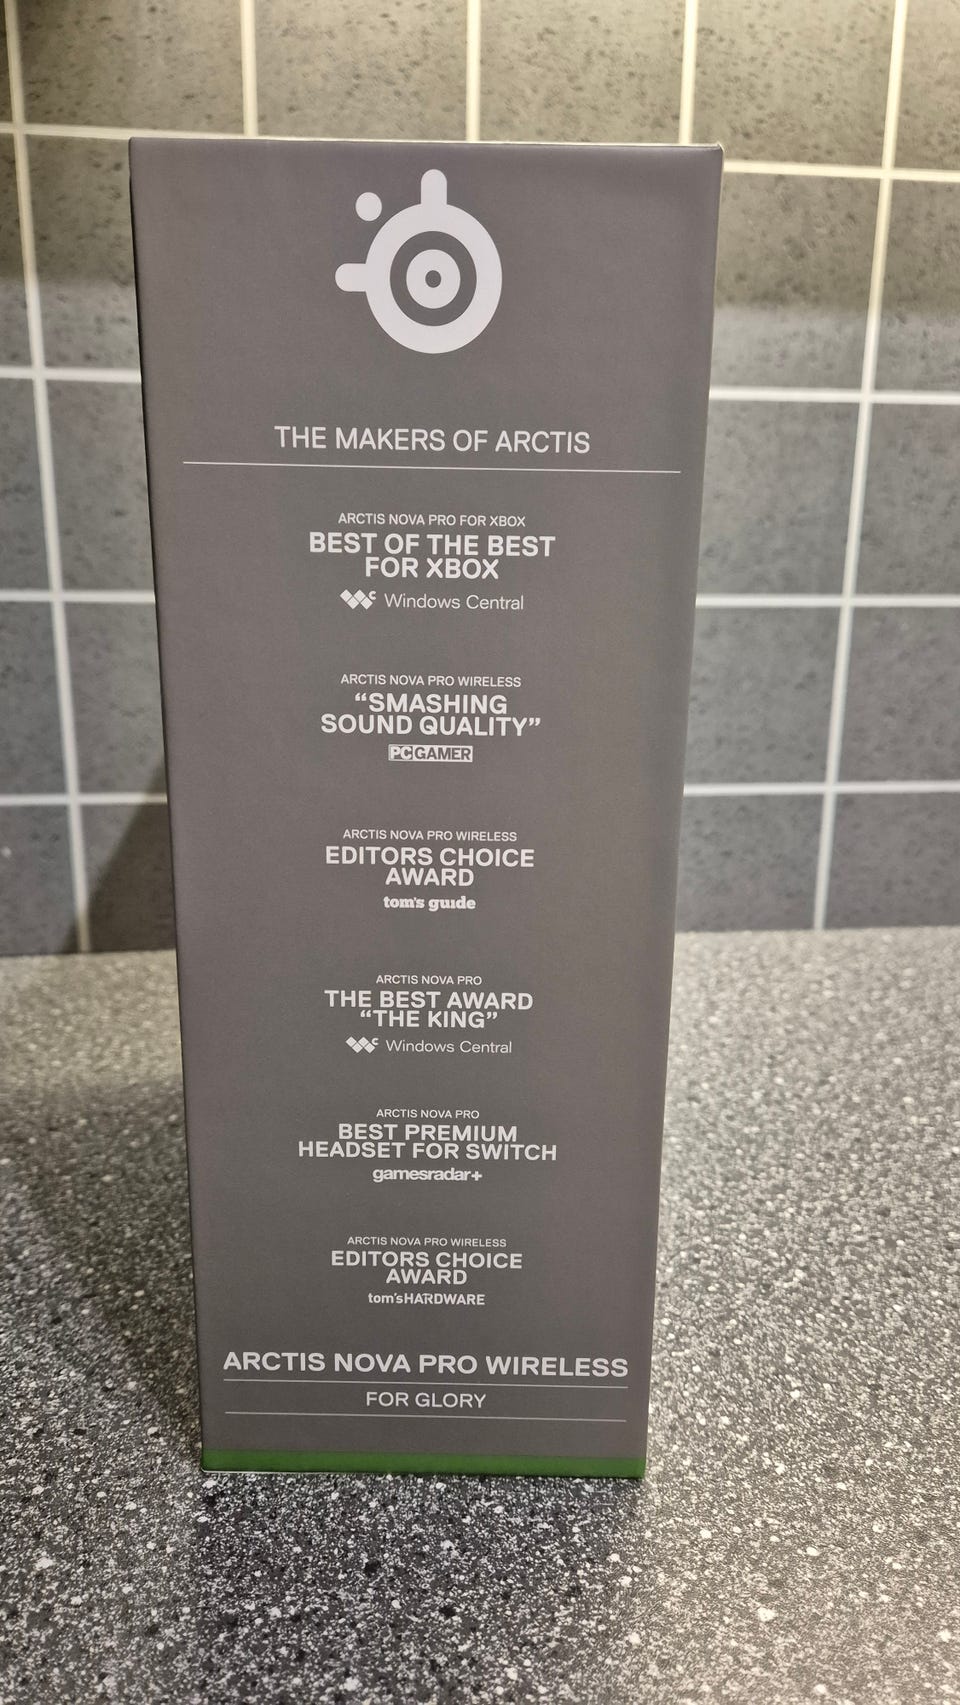 THE MAKERS OF ARCTIS
ARCTIS NOVA PRO FOR XBOX
BEST OF THE BEST
FOR XBOX
Windows Central
ARCTIS NOVA PRO WIRELESS
“SMASHING
SOUND QUALITY”
PCGAMER
ARCTIS NOVA PRO WIRELESS
EDITORS CHOICE
AWARD
tom's guide
ARCTIS NOVA PRO
THE BEST AWARD
“THE KING”
Windows Central
ARCTIS NOVA PRO
BEST PREMIUM
HEADSET FOR SWITCH
gamesradar+
ARCTIS NOVA PRO WIRELESS
EDITORS CHOICE
AWARD
tom'sHARDWARE
ARCTIS NOVA PRO WIRELESS
FOR GLORY